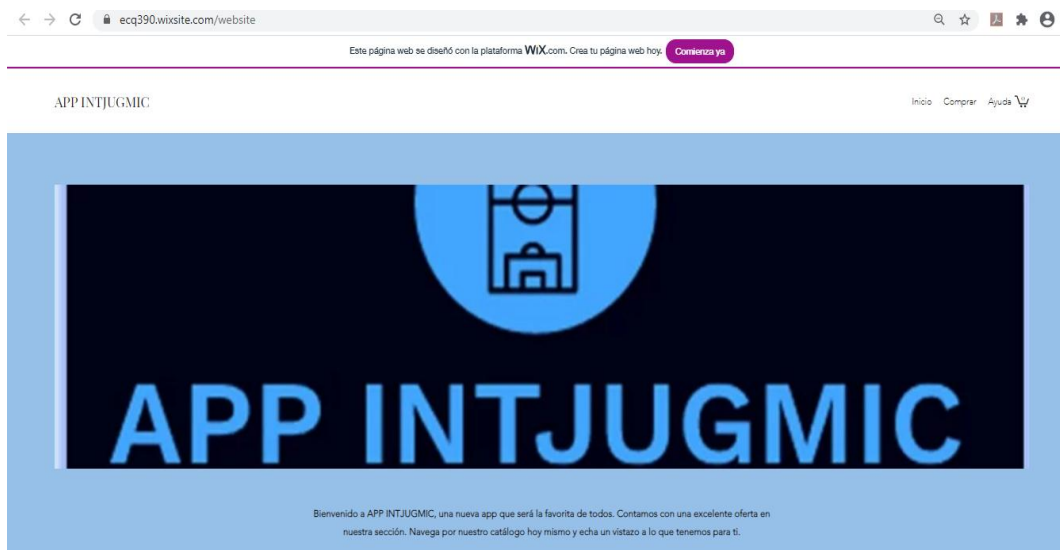 ecq390.wixsite.com/website
Este página web se diseñó con la plataforma WiX.com. Crea tu página web hoy. Comienza ya
APP INTJUGMIC
Inicio Comprar Ayuda
APP INTJUGMIC
Bienvenido a APP INTJUGMIC, una nueva app que será la favorita de todos. Contamos con una excelente oferta en
nuestra sección. Navega por nuestro catálogo hoy mismo y echa un vistazo a lo que tenemos para ti.